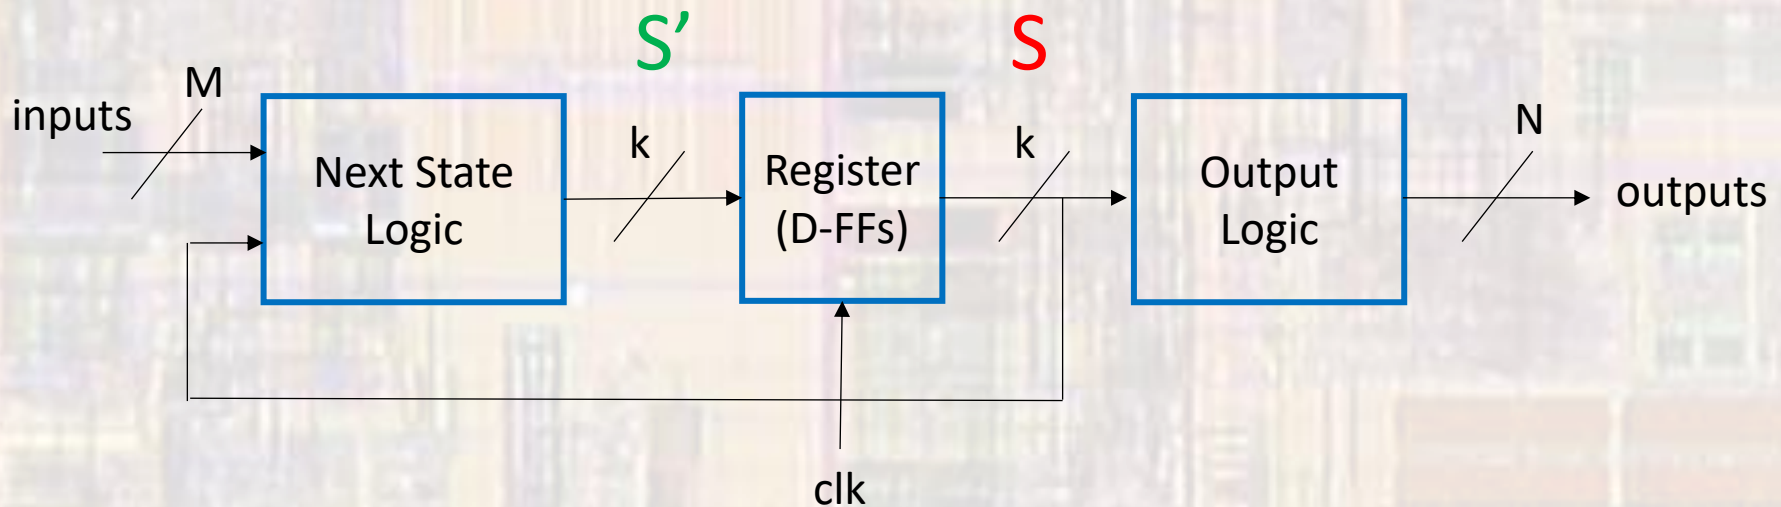 S’
S
inputs
M
Next State
Logic
k
Register
(D-FFs)
k
Output
Logic
N
outputs
clk